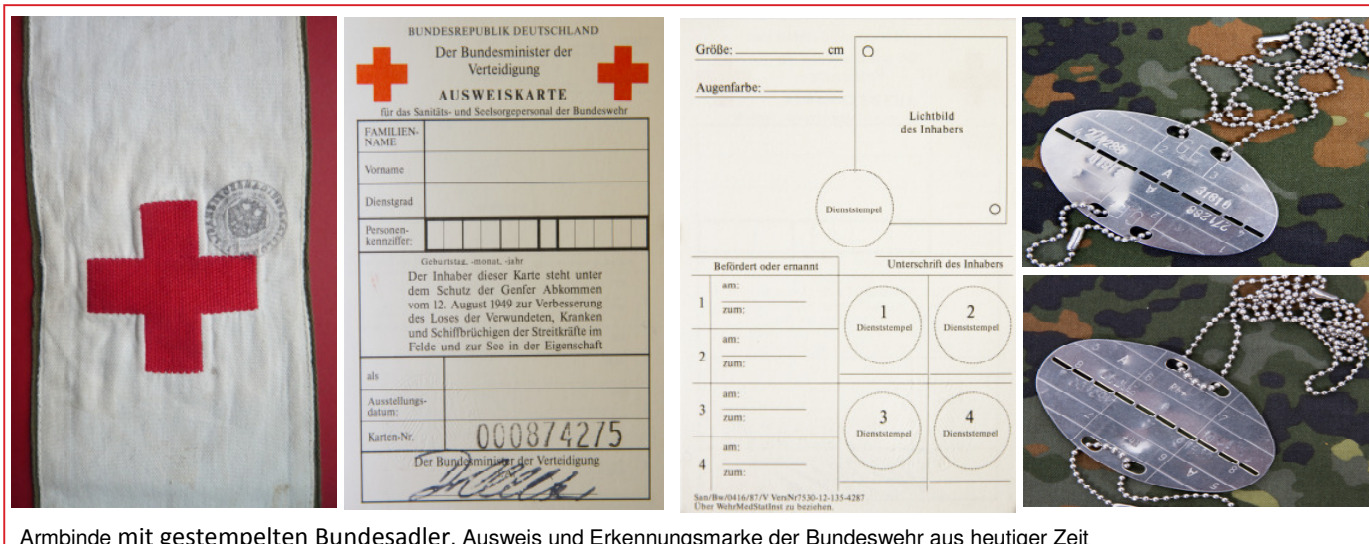 BUNDESREPUBLIK DEUTSCHLAND
Der Bundesminister der
Verteidigung
AUSWEISKARTE
für das Sanitäts- und Seelsorgepersonal der Bundeswehr
FAMILIEN-
NAME
Vorname
Dienstgrad
Personen-
kennziffer:
Geburtstag, -monat, -jahr
Der Inhaber dieser Karte steht unter
dem Schutz der Genfer Abkommen
vom 12. August 1949 zur Verbesserung
des Loses der Verwundeten, Kranken
und Schiffbrüchigen der Streitkräfte im
Felde und zur See in der Eigenschaft
als
Ausstellungs-
datum:
Karten-Nr. 000874275
Der Bundesminister der Verteidigung
Größe: cm
Augenfarbe:
Lichtbild
des Inhabers
Dienststempel
Befördert oder ernannt Unterschrift des Inhabers
1 am:
zum:
2 am:
zum:
3 am:
zum:
4 am:
zum:
1
Dienststempel
2
Dienststempel
3
Dienststempel
4
Dienststempel
San/Bw/0416/87/V VersNr7530-12-135-4287
Über WehrMedStatInst zu beziehen.
271288
271288
Armbinde mit gestempelten Bundesadler, Ausweis und Erkennungsmarke der Bundeswehr aus heutiger Zeit